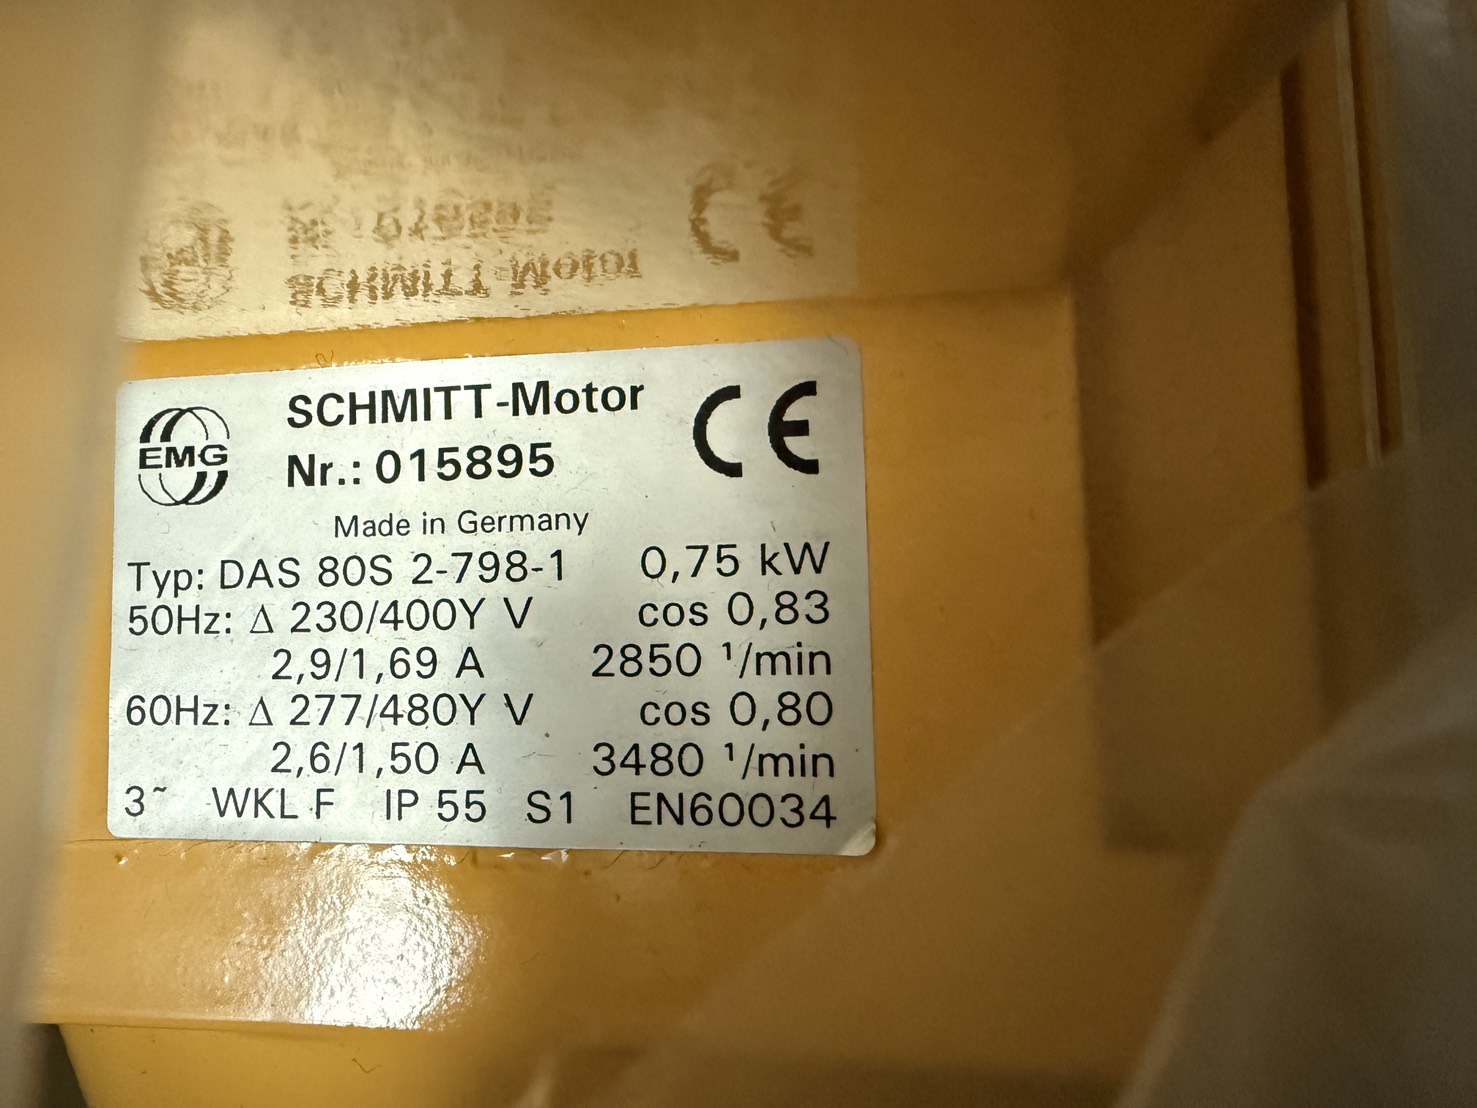 EMG
SCHMITT-Motor
CE
Nr.: 015895
Made in Germany
Typ: DAS 80S 2-798-1 0,75 kW
50Hz: Δ 230/400Y V cos 0,83
2,9/1,69 A 2850 ¹/min
60Hz: Δ 277/480Y V cos 0,80
2,6/1,50 A 3480 ¹/min
3~ WKL F IP 55 S1 EN60034